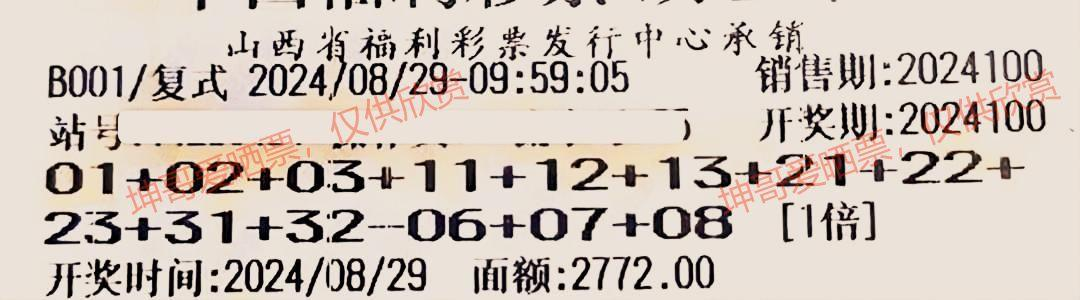 山西省福利彩票发行中心承销
B001/复式 2024/08/29-09:59:05 销售期:2024100
站号 开奖期:2024100
01+02+03+11+12+13+21+22+
23+31+32--06+07+08 [1倍]
开奖时间:2024/08/29 面额:2772.00
坤哥爱晒票，仅供欣赏
坤哥爱晒票，仅供欣赏